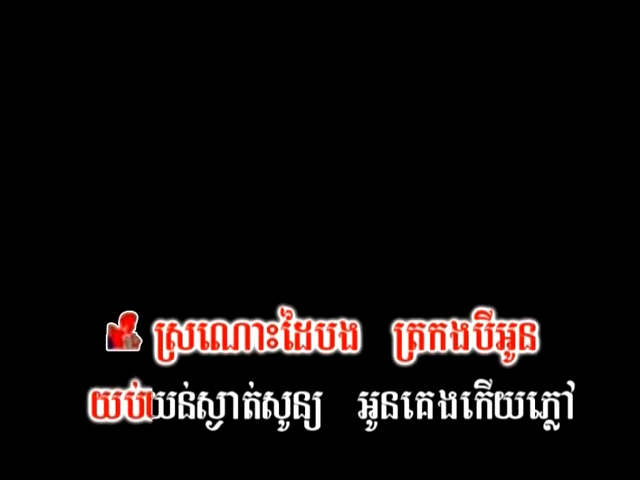 ស្រណោះដៃបង ត្រកងបីអូន
យប់យន់ស្ងាត់សូន្យ អូនគេងកើយភ្លៅ